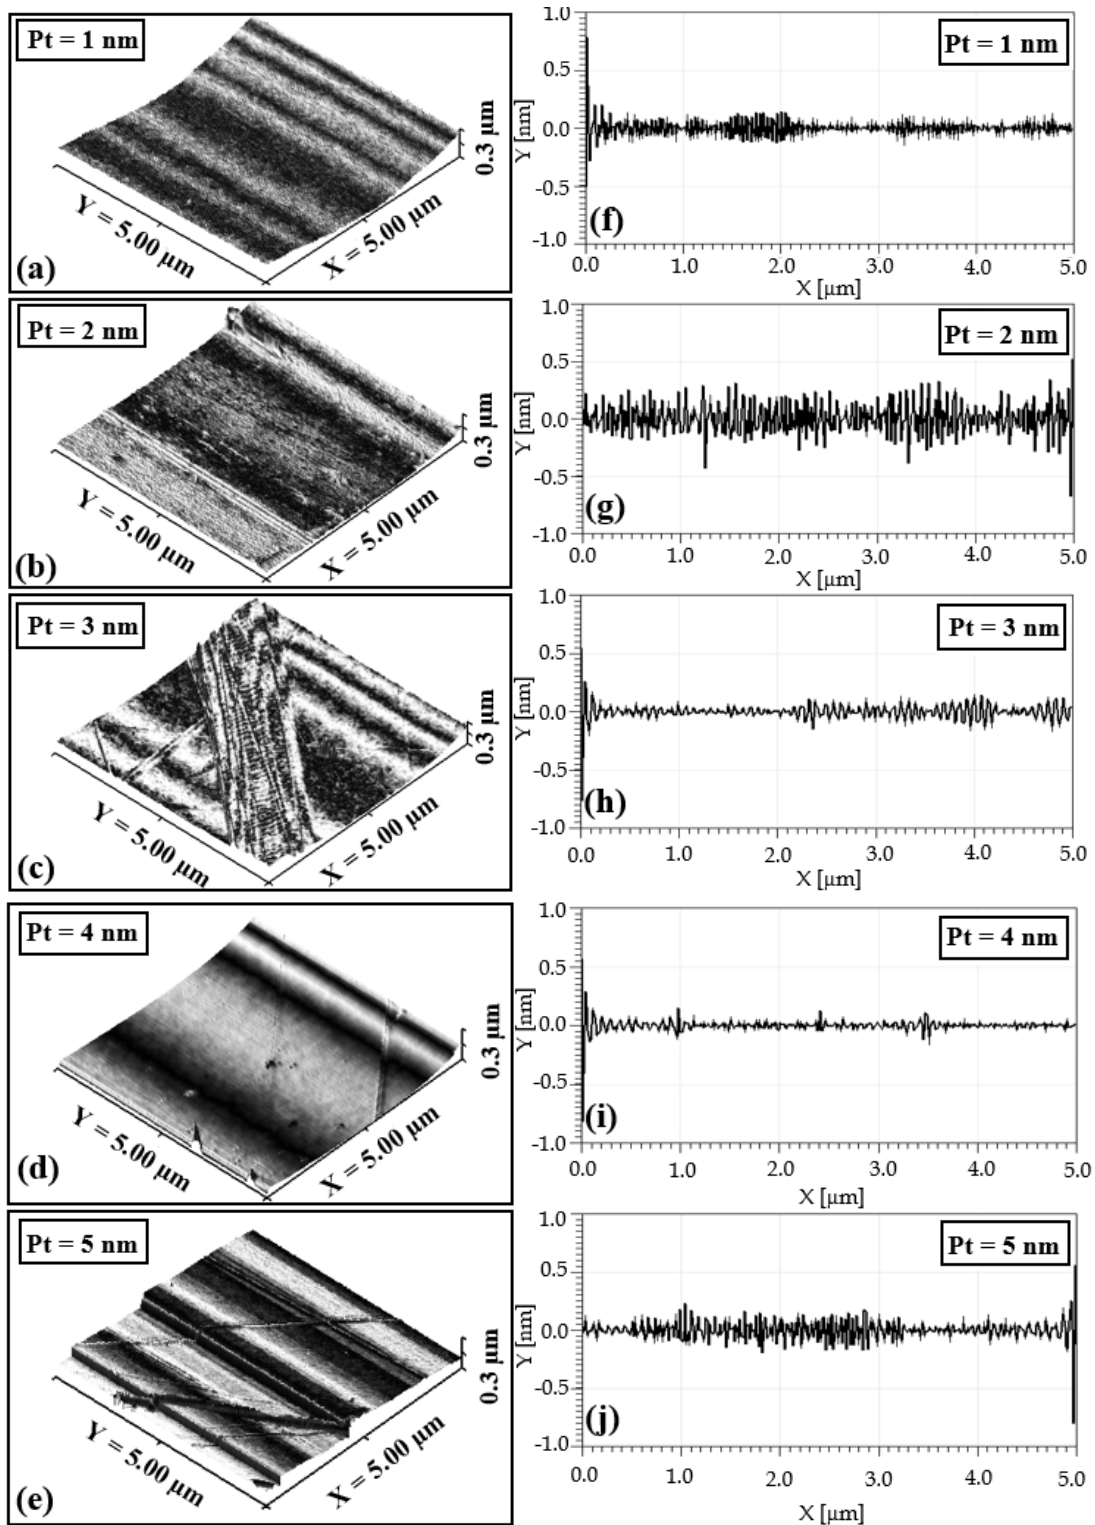 Pt = 1 nm
0.3 µm
Y = 5.00 µm
X = 5.00 µm
(a)
1.0
0.5
0.0
-0.5
-1.0
Y [nm]
Pt = 1 nm
(f)
0.0 1.0 2.0 3.0 4.0 5.0
X [µm]
Pt = 2 nm
0.3 µm
Y = 5.00 µm
X = 5.00 µm
(b)
1.0
0.5
0.0
-0.5
-1.0
Y [nm]
Pt = 2 nm
(g)
0.0 1.0 2.0 3.0 4.0 5.0
X [µm]
Pt = 3 nm
0.3 µm
Y = 5.00 µm
X = 5.00 µm
(c)
1.0
0.5
0.0
-0.5
-1.0
Y [nm]
Pt = 3 nm
(h)
0.0 1.0 2.0 3.0 4.0 5.0
X [µm]
Pt = 4 nm
0.3 µm
Y = 5.00 µm
X = 5.00 µm
(d)
1.0
0.5
0.0
-0.5
-1.0
Y [nm]
Pt = 4 nm
(i)
0.0 1.0 2.0 3.0 4.0 5.0
X [µm]
Pt = 5 nm
0.3 µm
Y = 5.00 µm
X = 5.00 µm
(e)
1.0
0.5
0.0
-0.5
-1.0
Y [nm]
Pt = 5 nm
(j)
0.0 1.0 2.0 3.0 4.0 5.0
X [µm]